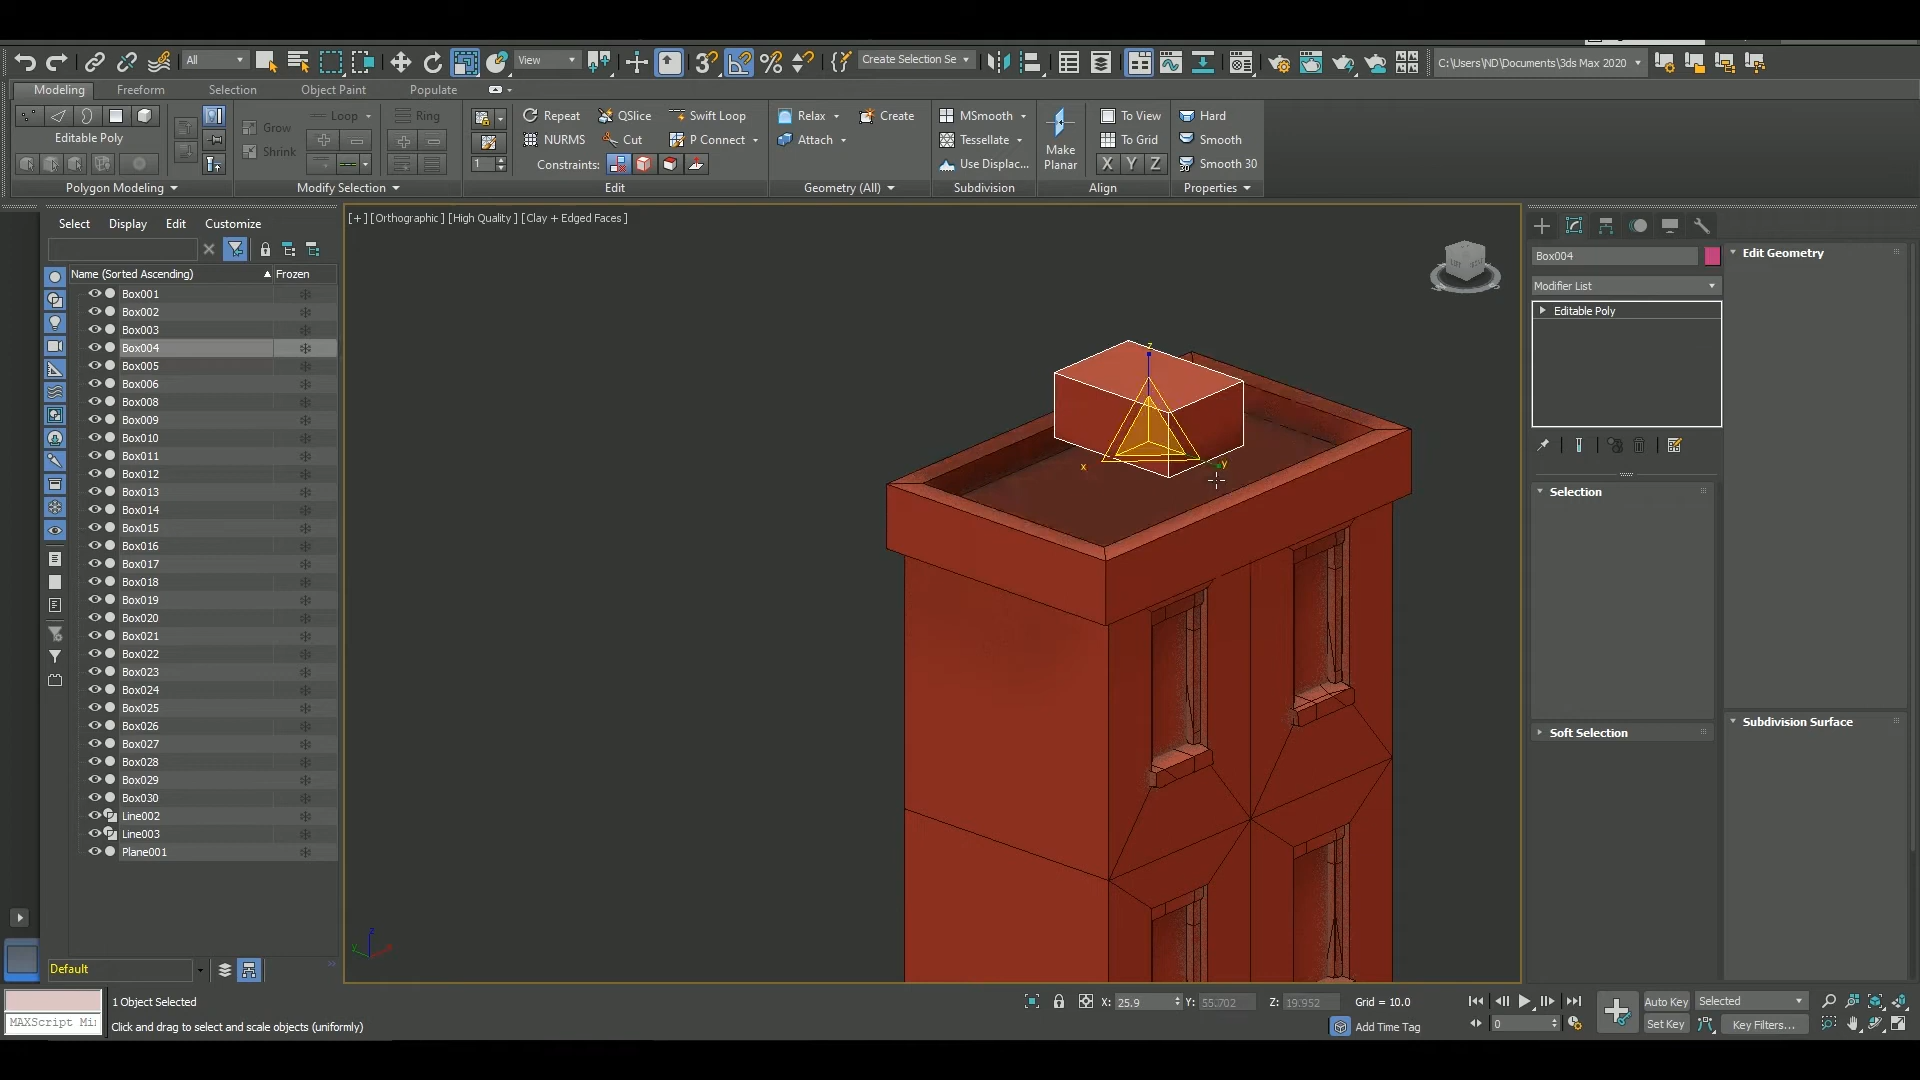 All
View
Create Selection Se
C:\Users\ND\Documents\3ds Max 2020
Modeling
Freeform
Selection
Object Paint
Populate
Editable Poly
Polygon Modeling
Grow
Shrink
Loop
Ring
Modify Selection
1
Repeat
QSlice
Swift Loop
NURMS
Cut
P Connect
Constraints:
Edit
Relax
Create
Attach
Geometry (All)
MSmooth
Tessellate
Use Displac...
Subdivision
Make
Planar
To View
To Grid
X Y Z
Align
Hard
Smooth
Smooth 30
Properties
Select
Display
Edit
Customize
Name (Sorted Ascending)
Frozen
Box001
Box002
Box003
Box004
Box005
Box006
Box008
Box009
Box010
Box011
Box012
Box013
Box014
Box015
Box016
Box017
Box018
Box019
Box020
Box021
Box022
Box023
Box024
Box025
Box026
Box027
Box028
Box029
Box030
Line002
Line003
Plane001
Default
[+] [Orthographic] [High Quality] [Clay + Edged Faces]
z
x
y
z
y
Box004
Modifier List
Editable Poly
Selection
Soft Selection
Edit Geometry
Subdivision Surface
MAXScript Mi
1 Object Selected
Click and drag to select and scale objects (uniformly)
X: 25.9
Y: 55.702
Z: 19.952
Grid = 10.0
Add Time Tag
0
Auto Key
Selected
Set Key
Key Filters...